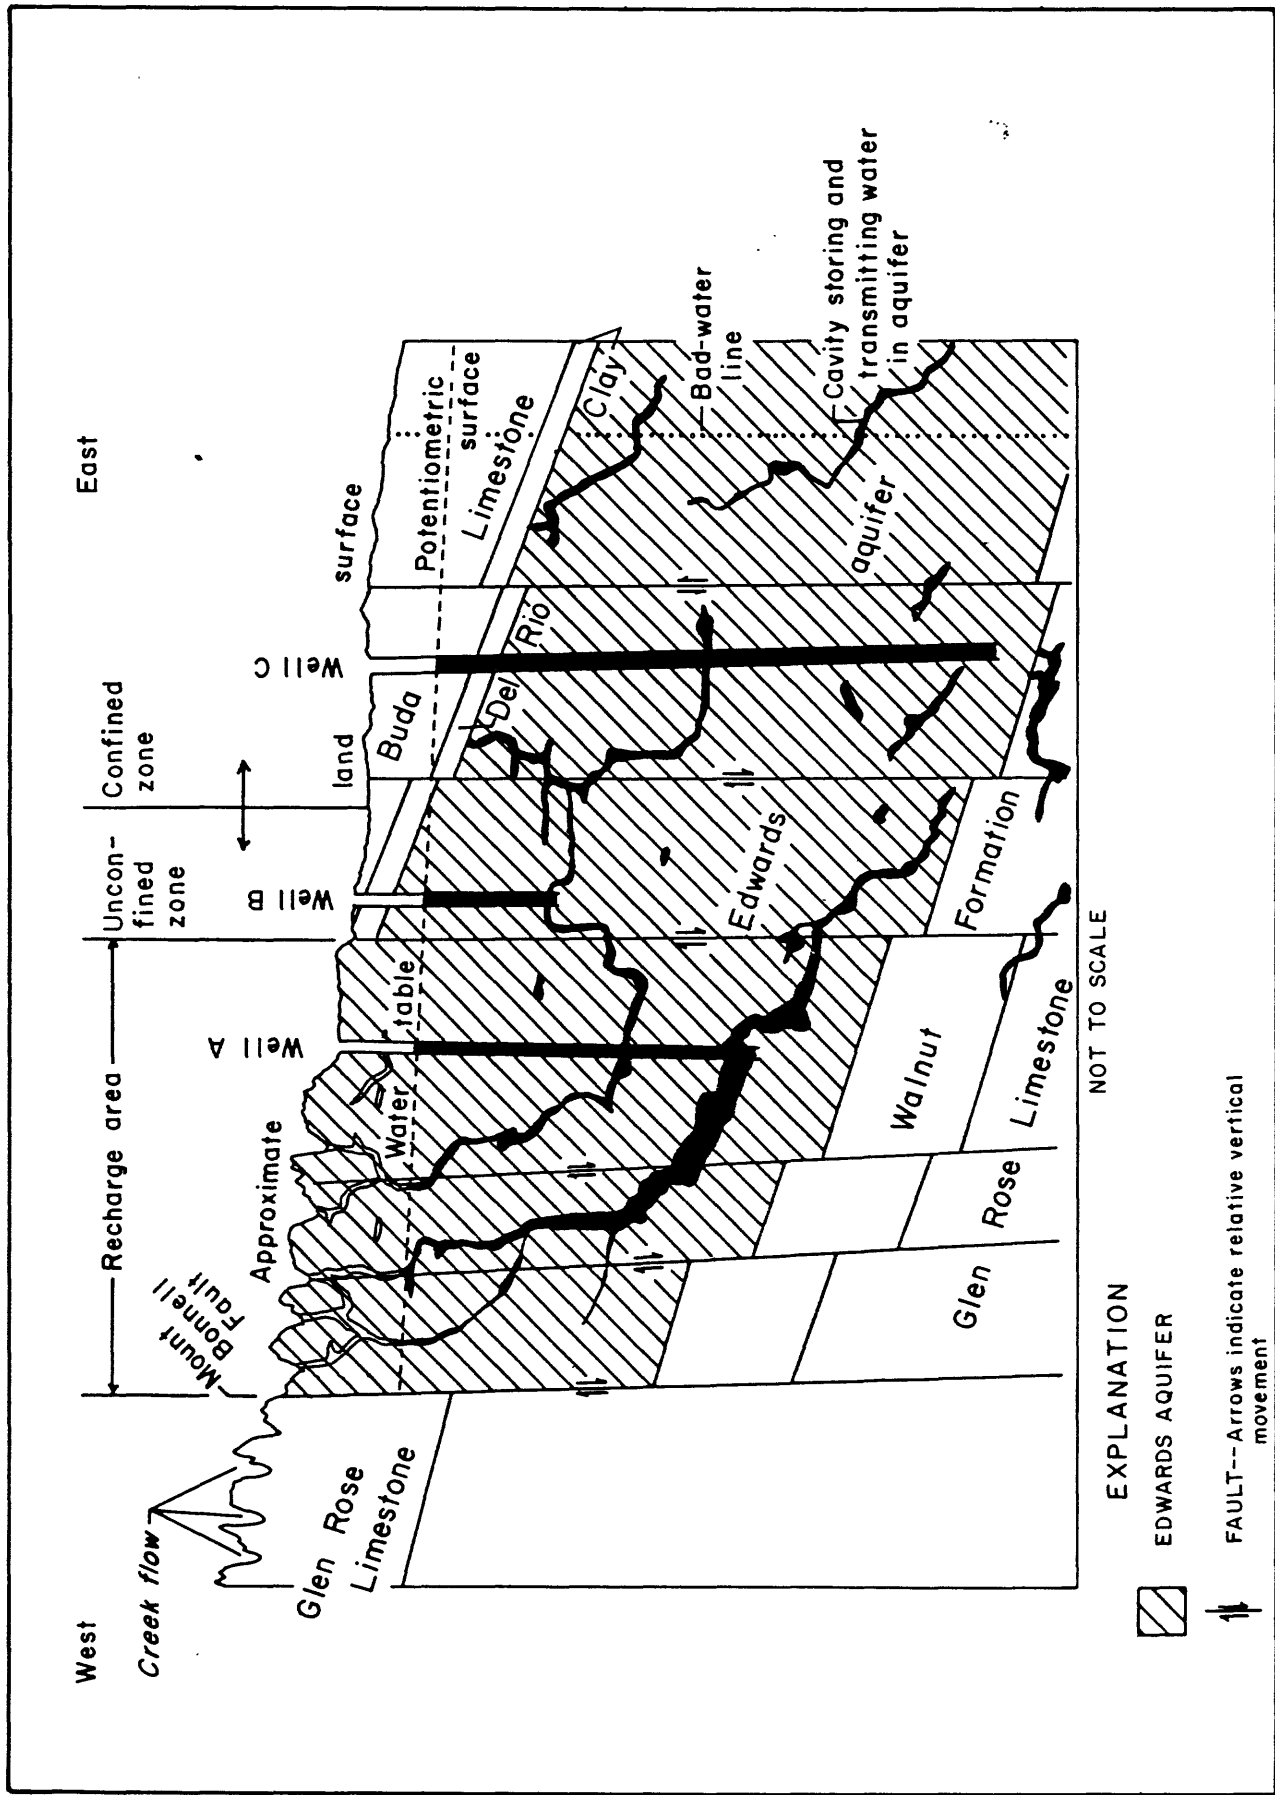 West
East
Creek flow
Recharge area
Uncon-
fined
zone
Confined
zone
Mount
Bonnell
Fault
Approximate
land
surface
Well A
Well B
Well C
Water
table
Potentiometric
surface
Buda
Limestone
Del
Rio
Clay
Glen Rose
Limestone
Edwards
aquifer
Bad-water
line
Cavity storing and
transmitting water
in aquifer
Walnut
Formation
Glen
Rose
Limestone
NOT TO SCALE
EXPLANATION
EDWARDS AQUIFER
FAULT--Arrows indicate relative vertical
movement